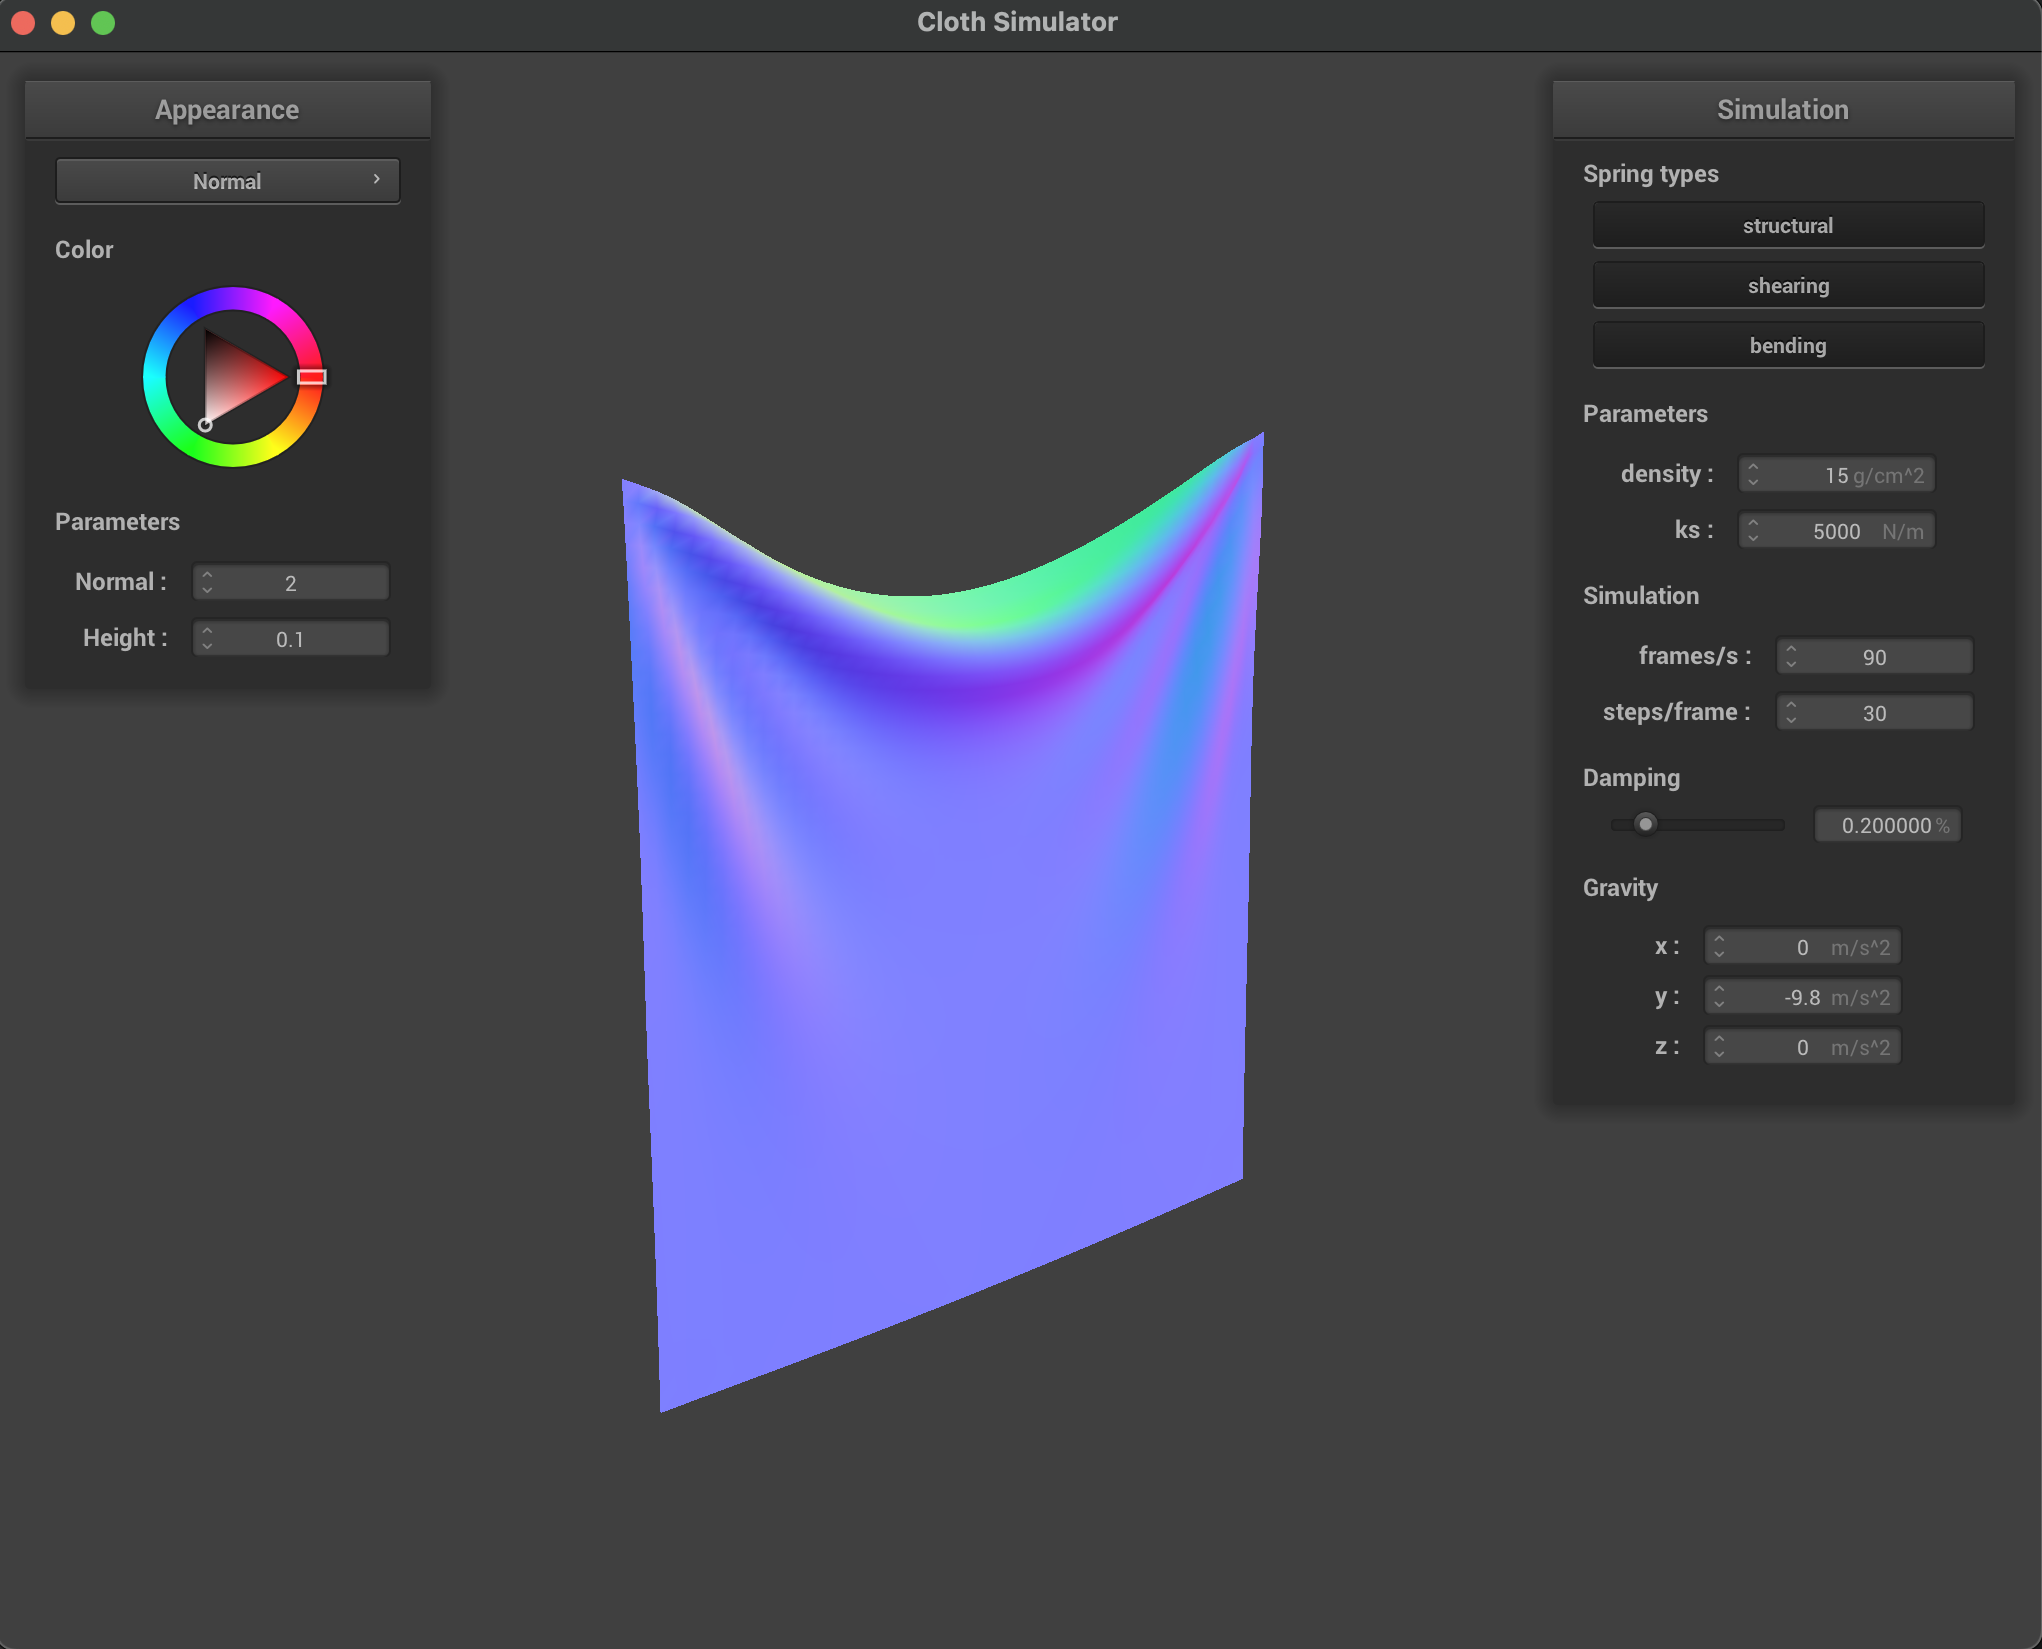 Cloth Simulator
Appearance
Normal
Color
Parameters
Normal : 2
Height : 0.1
Simulation
Spring types
structural
shearing
bending
Parameters
density : 15 g/cm^2
ks : 5000 N/m
Simulation
frames/s : 90
steps/frame : 30
Damping
0.200000 %
Gravity
x : 0 m/s^2
y : -9.8 m/s^2
z : 0 m/s^2